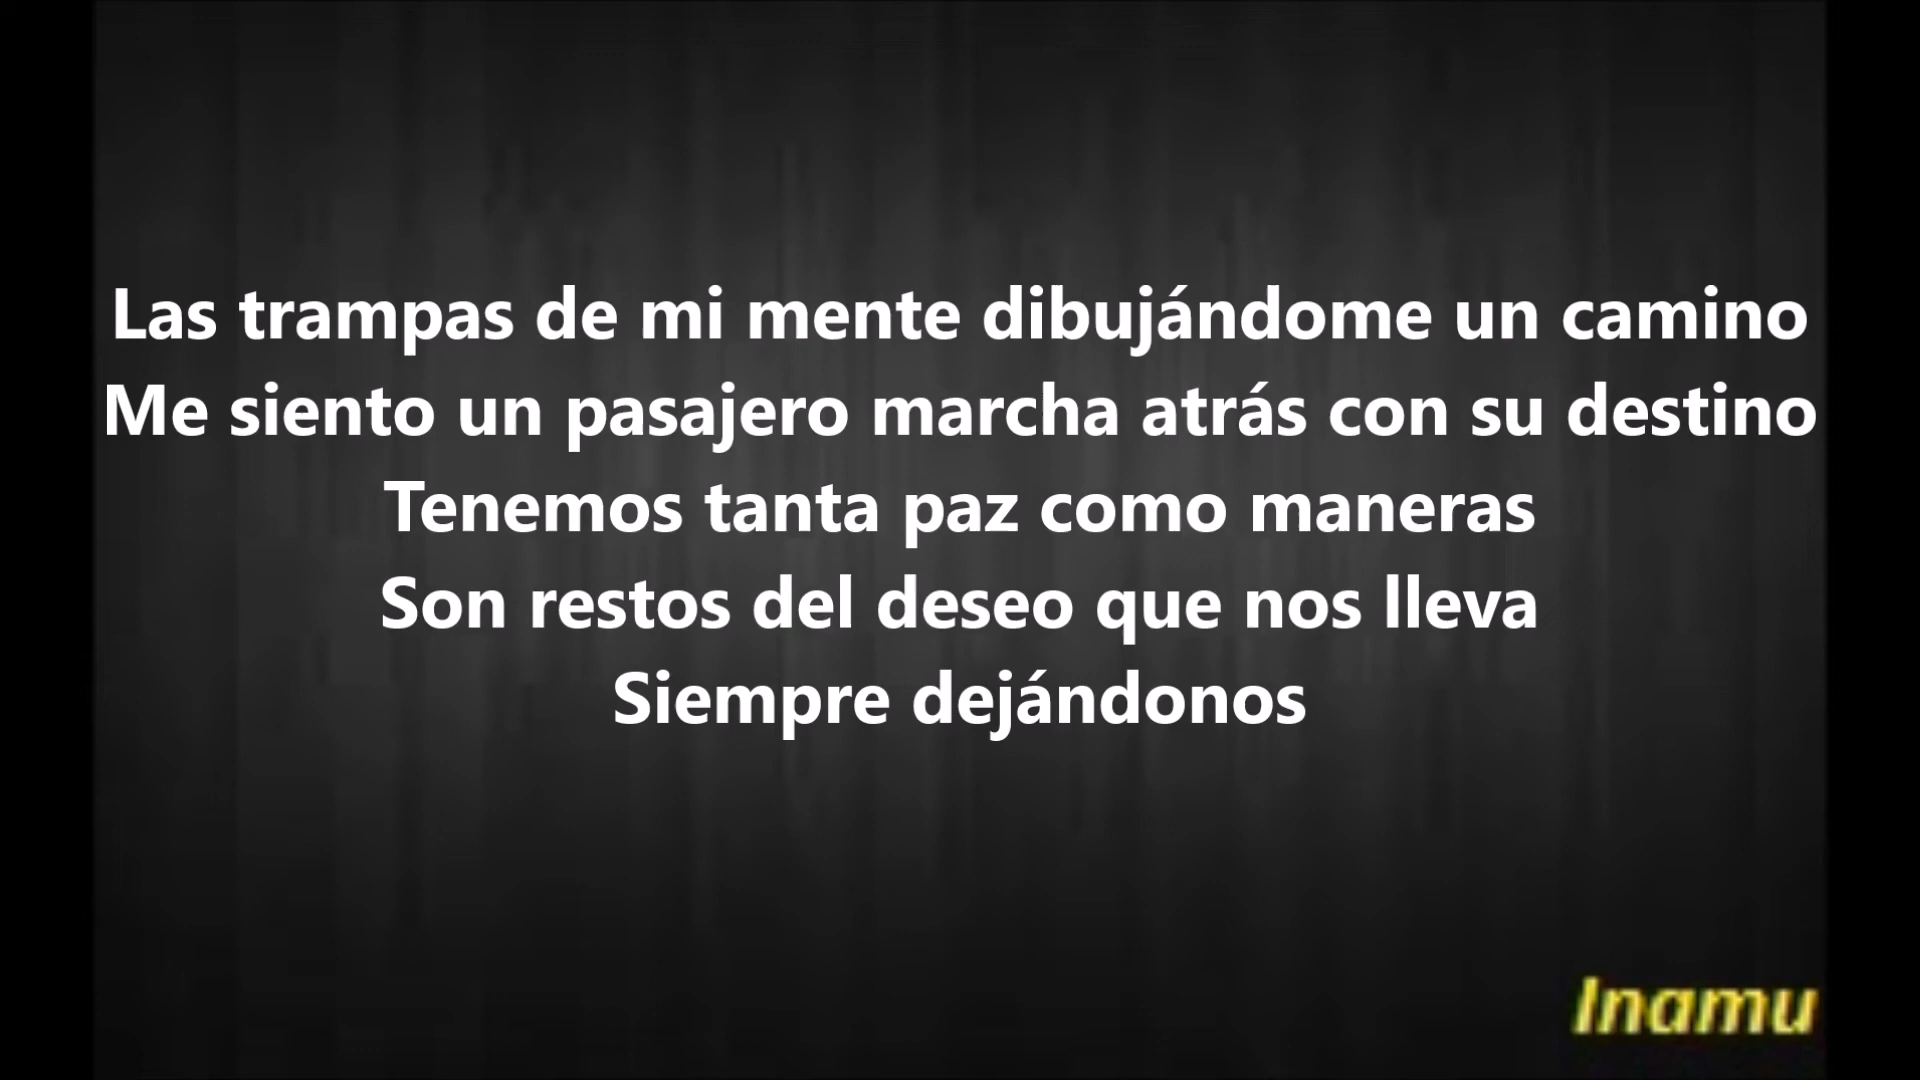 Las trampas de mi mente dibujándome un camino
Me siento un pasajero marcha atrás con su destino
Tenemos tanta paz como maneras
Son restos del deseo que nos lleva
Siempre dejándonos
Inamu